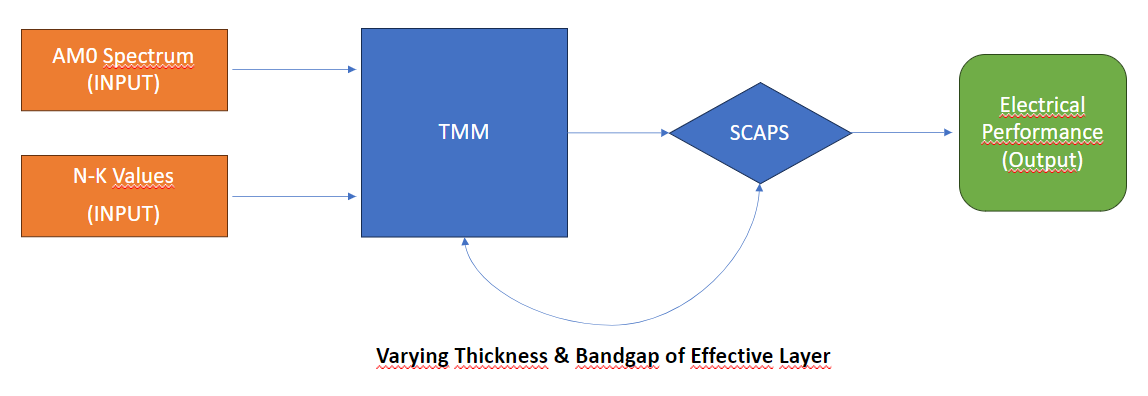 AM0 Spectrum
(INPUT)
N-K Values
(INPUT)
TMM
SCAPS
Electrical
Performance
(Output)
Varying Thickness & Bandgap of Effective Layer